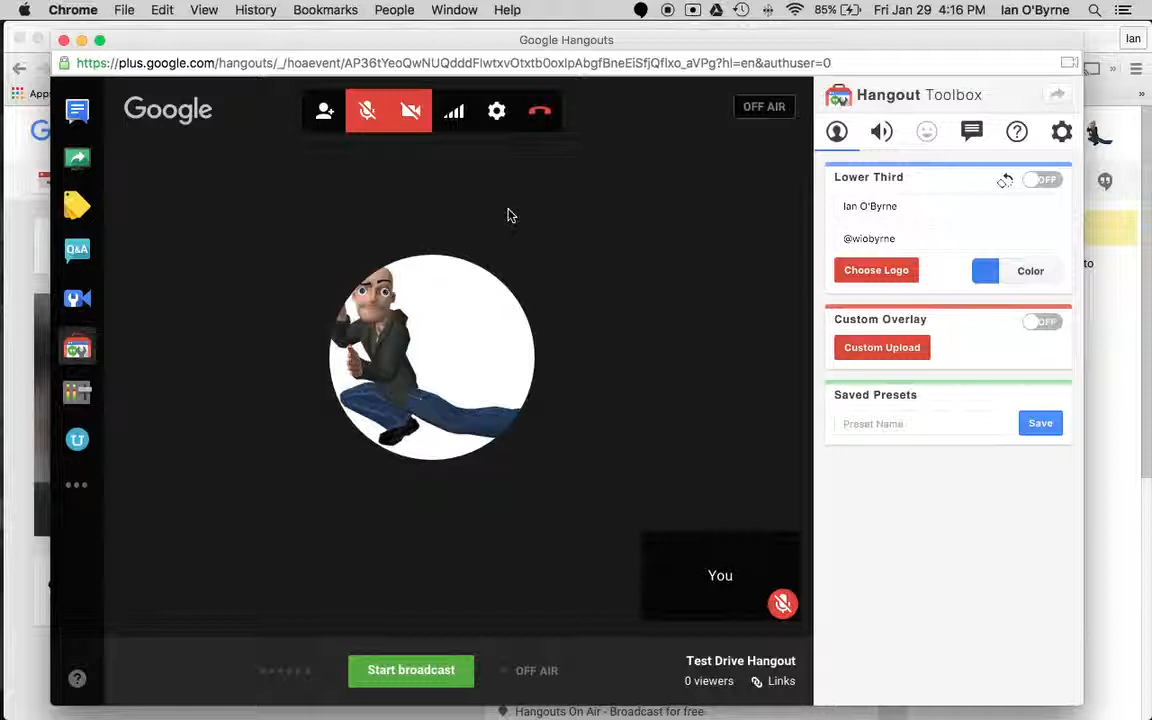 Chrome File Edit View History Bookmarks People Window Help 85% Fri Jan 29 4:16 PM Ian O'Byrne
Google Hangouts
Ian
https://plus.google.com/hangouts/_/hoaevent/AP36tYeoQwNUQdddFlwtxvOtxtb0oxlpAbgfBneEiSfjQflxo_aVPg?hl=en&authuser=0
App
Google
OFF AIR
Hangout Toolbox
Lower Third
OFF
Ian O'Byrne
@wiobyrne
Choose Logo
Color
Q&A
to
Custom Overlay
OFF
Custom Upload
Saved Presets
Preset Name
Save
You
Start broadcast
OFF AIR
Test Drive Hangout
0 viewers
Links
Hangouts On Air - Broadcast for free